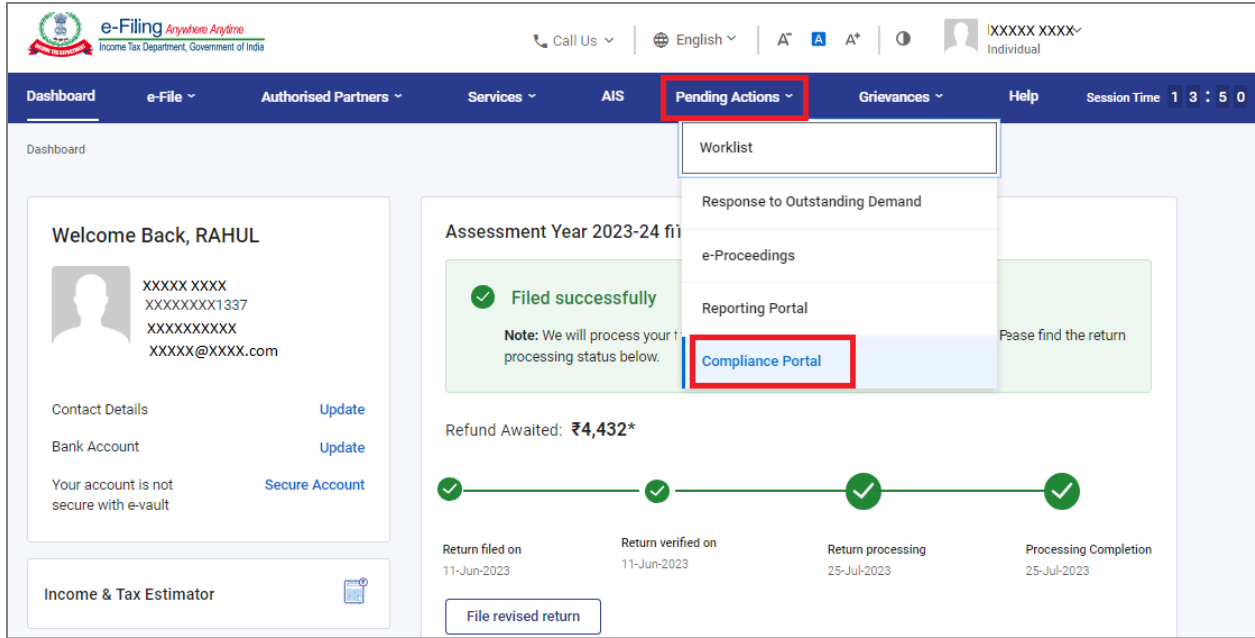 e-Filing Anywhere Anytime
Income Tax Department, Government of India
Call Us
English
A-
A
A+
XXXXX XXXX
Individual
Dashboard e-File Authorised Partners Services AIS Pending Actions Grievances Help Session Time 1 3 : 5 0
Dashboard
Worklist
Response to Outstanding Demand
e-Proceedings
Reporting Portal
Compliance Portal
Welcome Back, RAHUL
XXXXX XXXX
XXXXXXXX1337
XXXXXXXXXX
XXXXX@XXXX.com
Contact Details Update
Bank Account Update
Your account is not Secure Account
secure with e-vault
Income & Tax Estimator
Assessment Year 2023-24
Filed successfully
Note: We will process your Pease find the return
processing status below.
Refund Awaited: ₹4,432*
Return filed on
11-Jun-2023
Return verified on
11-Jun-2023
Return processing
25-Jul-2023
Processing Completion
25-Jul-2023
File revised return